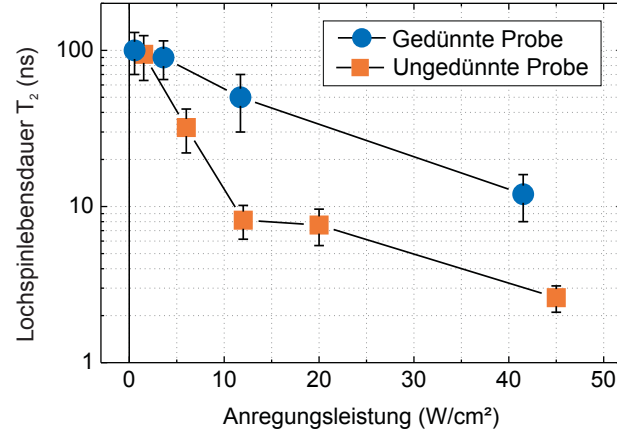 Lochspinlebensdauer T₂ (ns)
100
10
1
Gedünnte Probe
Ungedünnte Probe
0 10 20 30 40 50
Anregungsleistung (W/cm²)